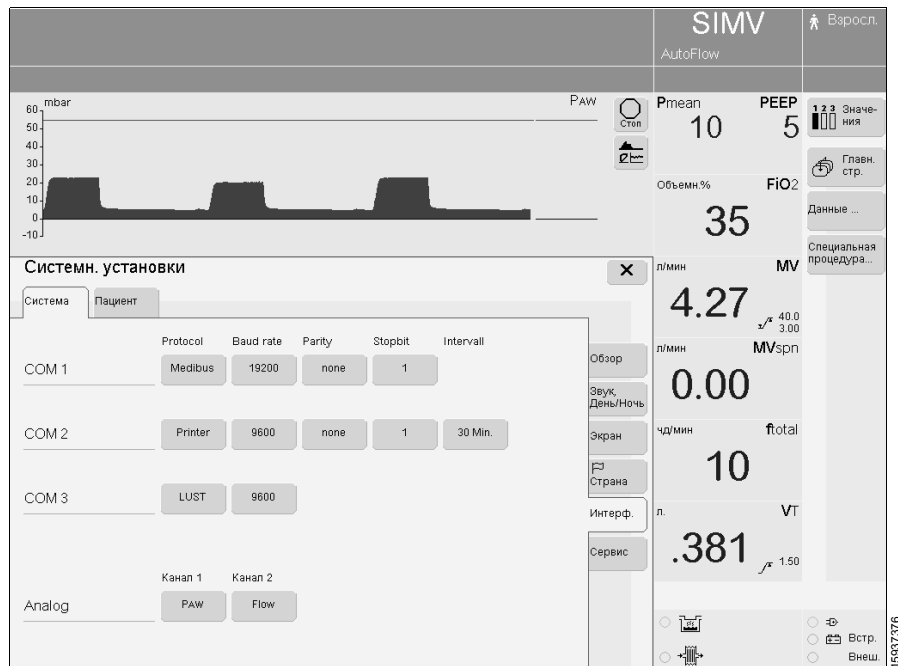 SIMV
AutoFlow
Взросл.
mbar
Paw
60
50
40
30
20
10
0
-10
Стоп
Pmean
PEEP
10
5
Объемн.%
FiO2
35
л/мин
MV
4.27
40.0
3.00
л/мин
MVspn
0.00
чд/мин
ftotal
10
л.
VT
.381
1.50
1 2 3 Значе-
ния
Главн.
стр.
Данные ...
Специальная
процедура...
Системн. установки
Система
Пациент
Protocol Baud rate Parity Stopbit Intervall
COM 1 Medibus 19200 none 1
COM 2 Printer 9600 none 1 30 Min.
COM 3 LUST 9600
Канал 1 Канал 2
Analog Paw Flow
Обзор
Звук,
День/Ночь
Экран
Страна
Интерф.
Сервис
Встр.
Внеш.
15937376